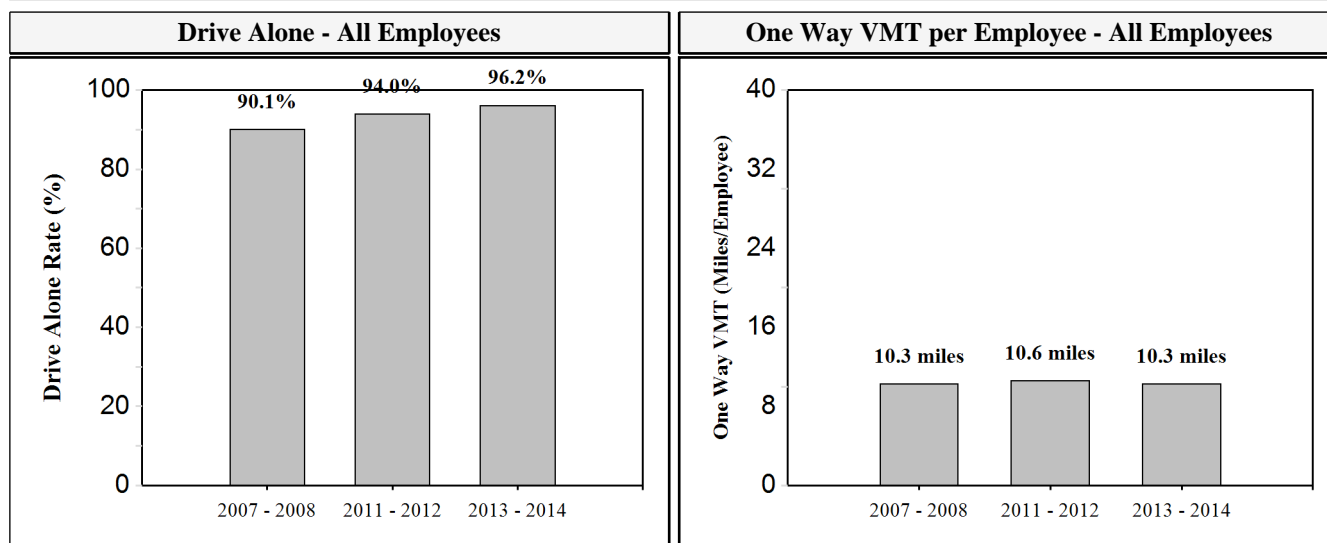 Drive Alone - All Employees
Drive Alone Rate (%)
100
80
60
40
20
0
90.1%
94.0%
96.2%
2007 - 2008
2011 - 2012
2013 - 2014
One Way VMT per Employee - All Employees
One Way VMT (Miles/Employee)
40
32
24
16
8
0
10.3 miles
10.6 miles
10.3 miles
2007 - 2008
2011 - 2012
2013 - 2014